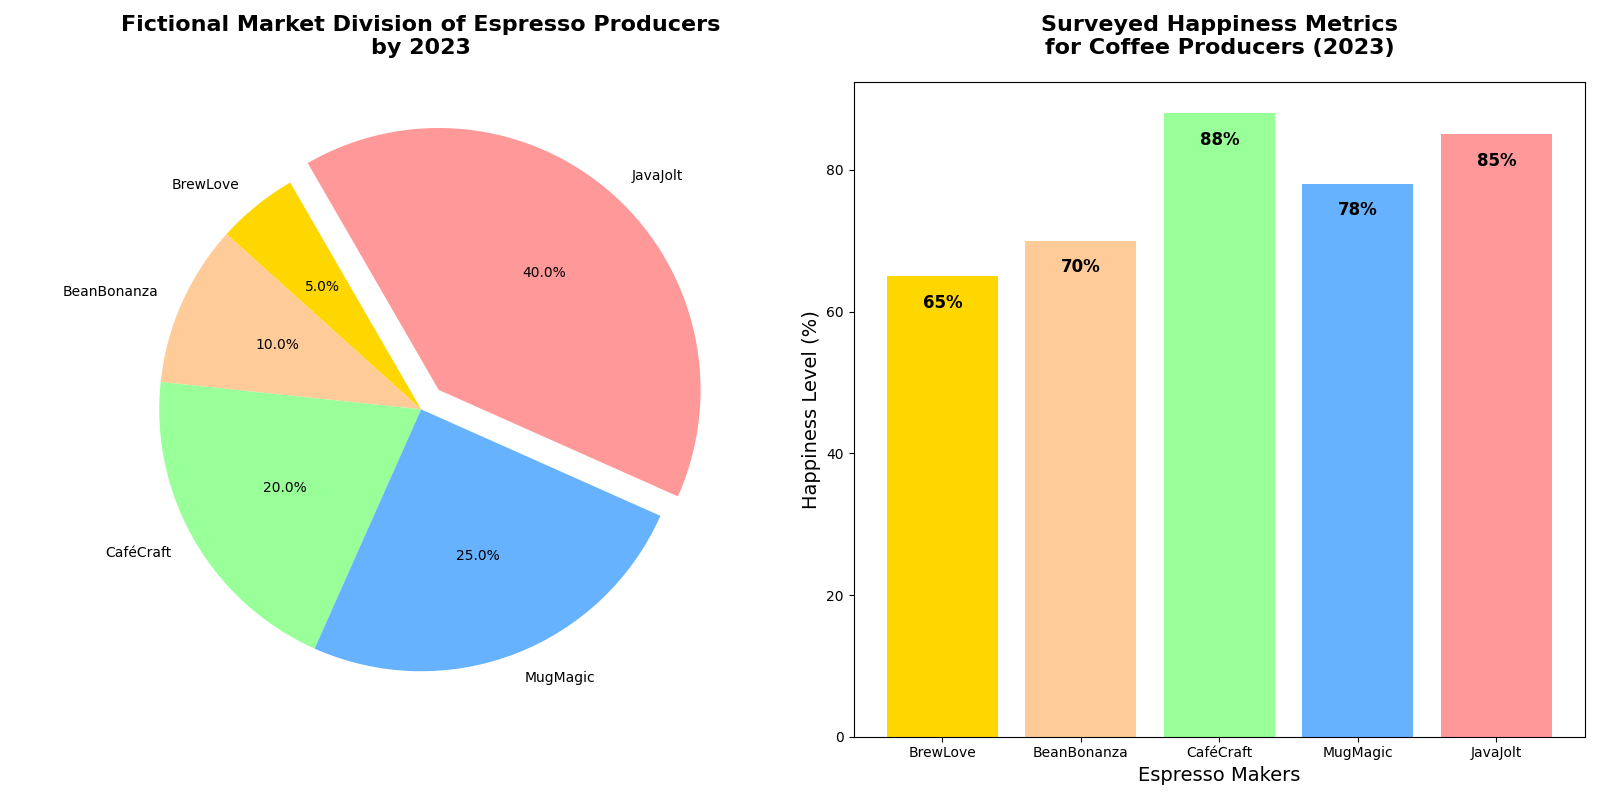 Fictional Market Division of Espresso Producers
by 2023
BrewLove
JavaJolt
BeanBonanza
CaféCraft
MugMagic
5.0%
40.0%
10.0%
20.0%
25.0%
Surveyed Happiness Metrics
for Coffee Producers (2023)
Happiness Level (%)
80
60
40
20
0
65%
70%
88%
78%
85%
BrewLove
BeanBonanza
CaféCraft
MugMagic
JavaJolt
Espresso Makers